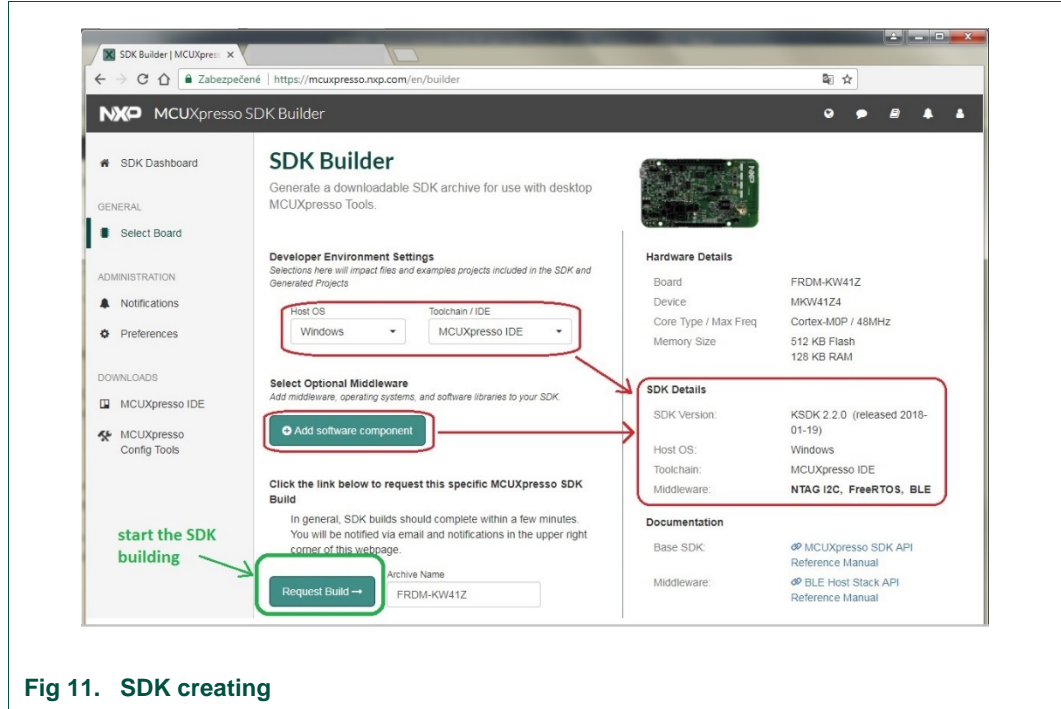 SDK Builder | MCUXpres
Zabezpečené | https://mcuxpresso.nxp.com/en/builder
NXP MCUXpresso SDK Builder
SDK Dashboard
GENERAL
Select Board
ADMINISTRATION
Notifications
Preferences
DOWNLOADS
MCUXpresso IDE
MCUXpresso
Config Tools
start the SDK
building
SDK Builder
Generate a downloadable SDK archive for use with desktop
MCUXpresso Tools.
Developer Environment Settings
Selections here will impact files and examples projects included in the SDK and
Generated Projects
Host OS Toolchain / IDE
Windows MCUXpresso IDE
Select Optional Middleware
Add middleware, operating systems, and software libraries to your SDK.
Add software component
Click the link below to request this specific MCUXpresso SDK
Build
In general, SDK builds should complete within a few minutes.
You will be notified via email and notifications in the upper right
corner of this webpage.
Archive Name
Request Build → FRDM-KW41Z
NXP
Hardware Details
Board FRDM-KW41Z
Device MKW41Z4
Core Type / Max Freq Cortex-M0P / 48MHz
Memory Size 512 KB Flash
128 KB RAM
SDK Details
SDK Version: KSDK 2.2.0 (released 2018-
01-19)
Host OS: Windows
Toolchain: MCUXpresso IDE
Middleware: NTAG I2C, FreeRTOS, BLE
Documentation
Base SDK: MCUXpresso SDK API
Reference Manual
Middleware: BLE Host Stack API
Reference Manual
Fig 11. SDK creating